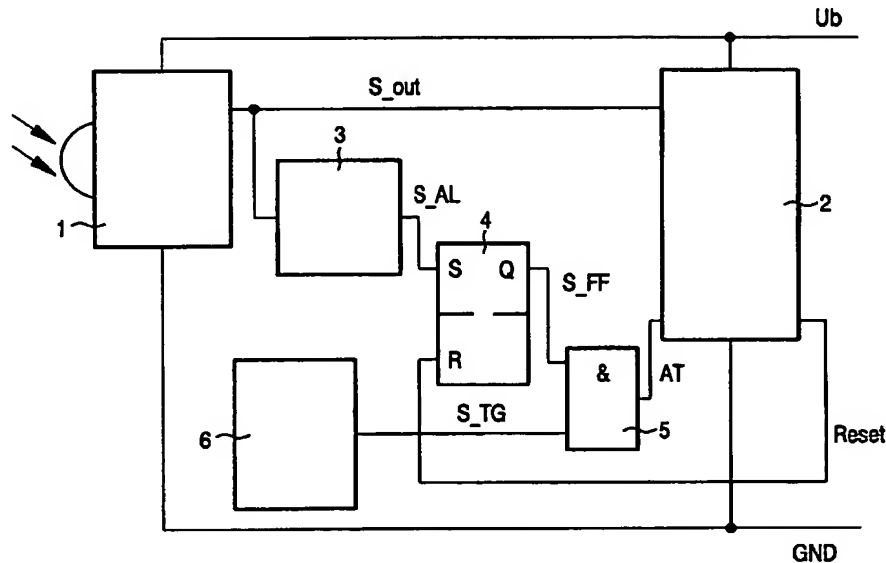 Ub
S_out
3
S_AL
1
4
2
S Q
S_FF
R
&
AT
S_TG
6
5
Reset
GND